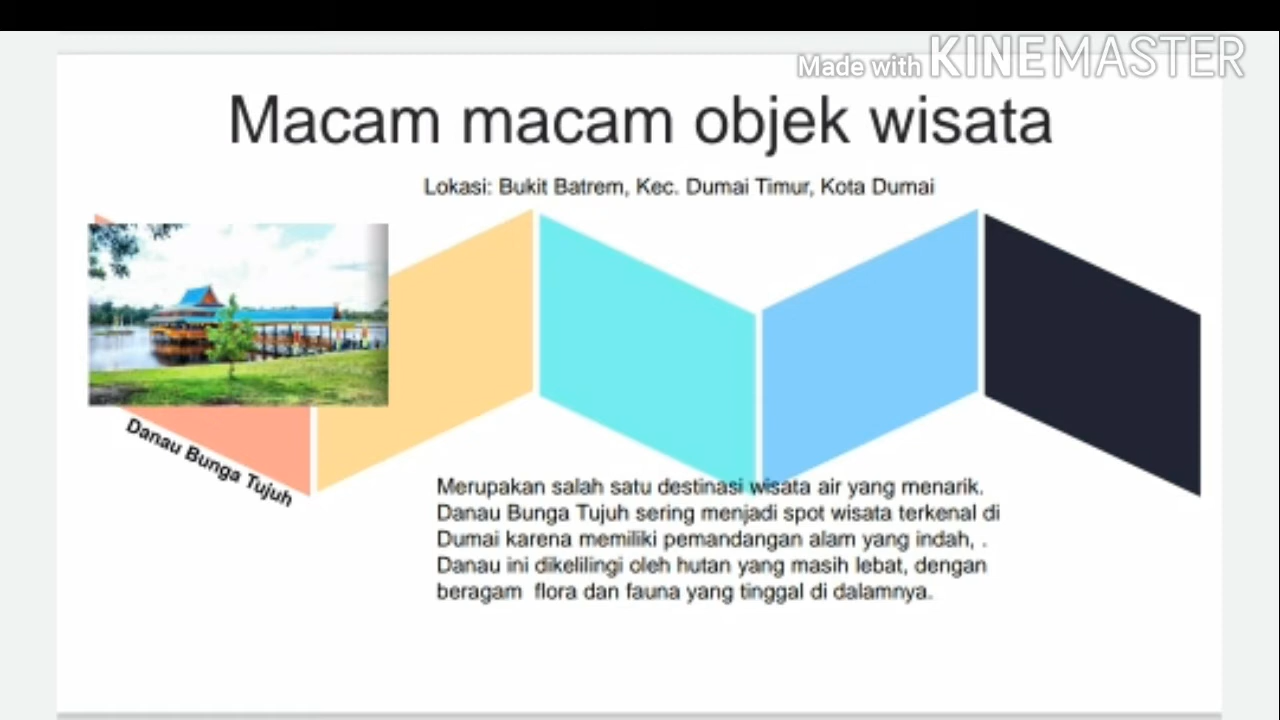 Made with KINEMASTER
Macam macam objek wisata
Lokasi: Bukit Batrem, Kec. Dumai Timur, Kota Dumai
Danau Bunga Tujuh
Merupakan salah satu destinasi wisata air yang menarik.
Danau Bunga Tujuh sering menjadi spot wisata terkenal di
Dumai karena memiliki pemandangan alam yang indah, .
Danau ini dikelilingi oleh hutan yang masih lebat, dengan
beragam flora dan fauna yang tinggal di dalamnya.